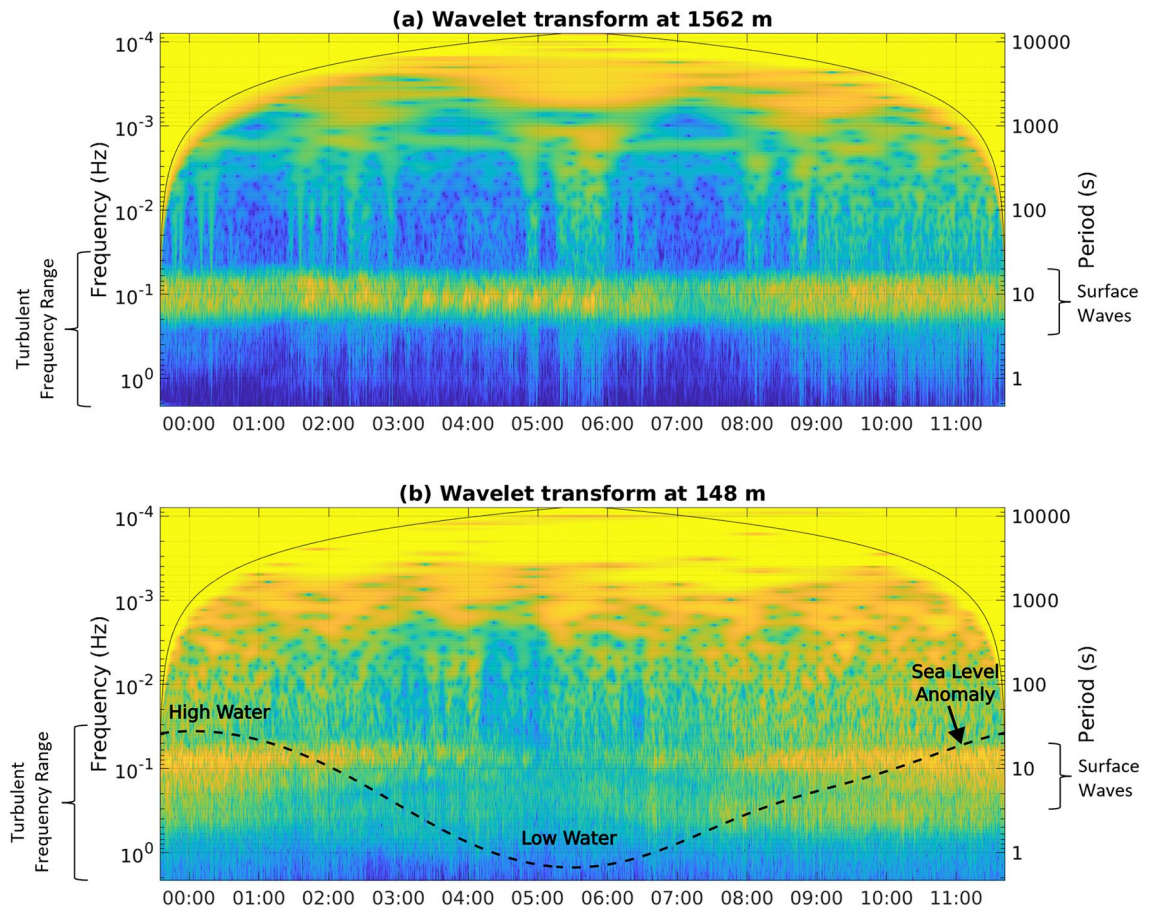 (a) Wavelet transform at 1562 m
10-4
10-3
10-2
10-1
100
Frequency (Hz)
Turbulent
Frequency Range
10000
1000
100
10
1
Period (s)
Surface
Waves
00:00 01:00 02:00 03:00 04:00 05:00 06:00 07:00 08:00 09:00 10:00 11:00
(b) Wavelet transform at 148 m
10-4
10-3
10-2
10-1
100
Frequency (Hz)
Turbulent
Frequency Range
High Water
Low Water
Sea Level
Anomaly
10000
1000
100
10
1
Period (s)
Surface
Waves
00:00 01:00 02:00 03:00 04:00 05:00 06:00 07:00 08:00 09:00 10:00 11:00